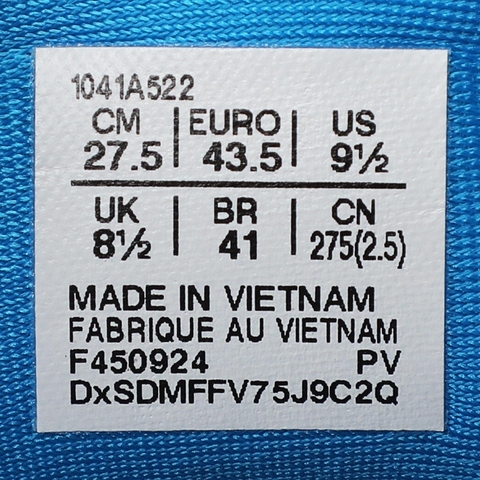 1041A522
CM | EURO | US
27.5 | 43.5 | 9½
UK | BR | CN
8½ | 41 | 275(2.5)
MADE IN VIETNAM
FABRIQUE AU VIETNAM
F450924 PV
DxSDMFFV75J9C2Q